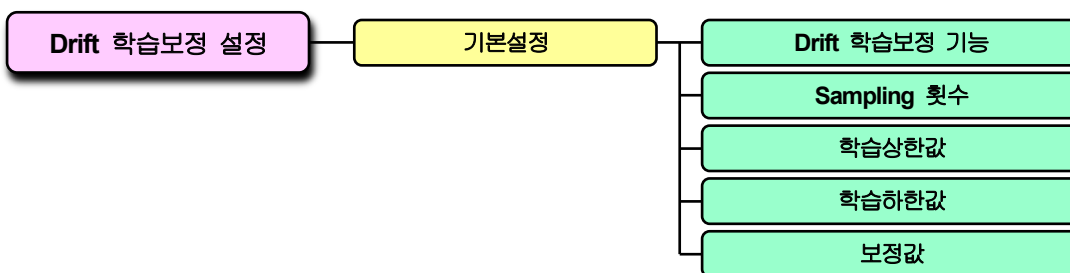 Drift 학습보정 설정
기본설정
Drift 학습보정 기능
Sampling 횟수
학습상한값
학습하한값
보정값